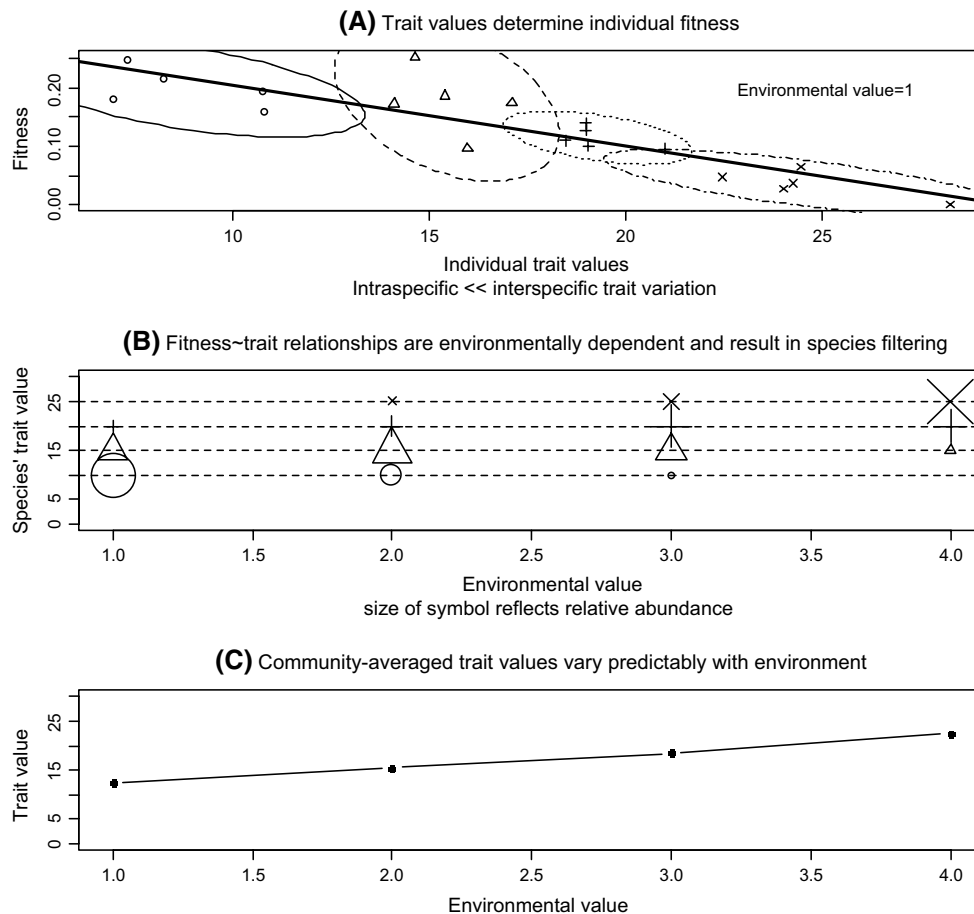 (A) Trait values determine individual fitness
Fitness
0.20
0.10
0.00
Environmental value=1
10 15 20 25
Individual trait values
Intraspecific << interspecific trait variation
(B) Fitness~trait relationships are environmentally dependent and result in species filtering
Species' trait value
25
15
5
0
1.0 1.5 2.0 2.5 3.0 3.5 4.0
Environmental value
size of symbol reflects relative abundance
(C) Community-averaged trait values vary predictably with environment
Trait value
25
15
5
0
1.0 1.5 2.0 2.5 3.0 3.5 4.0
Environmental value